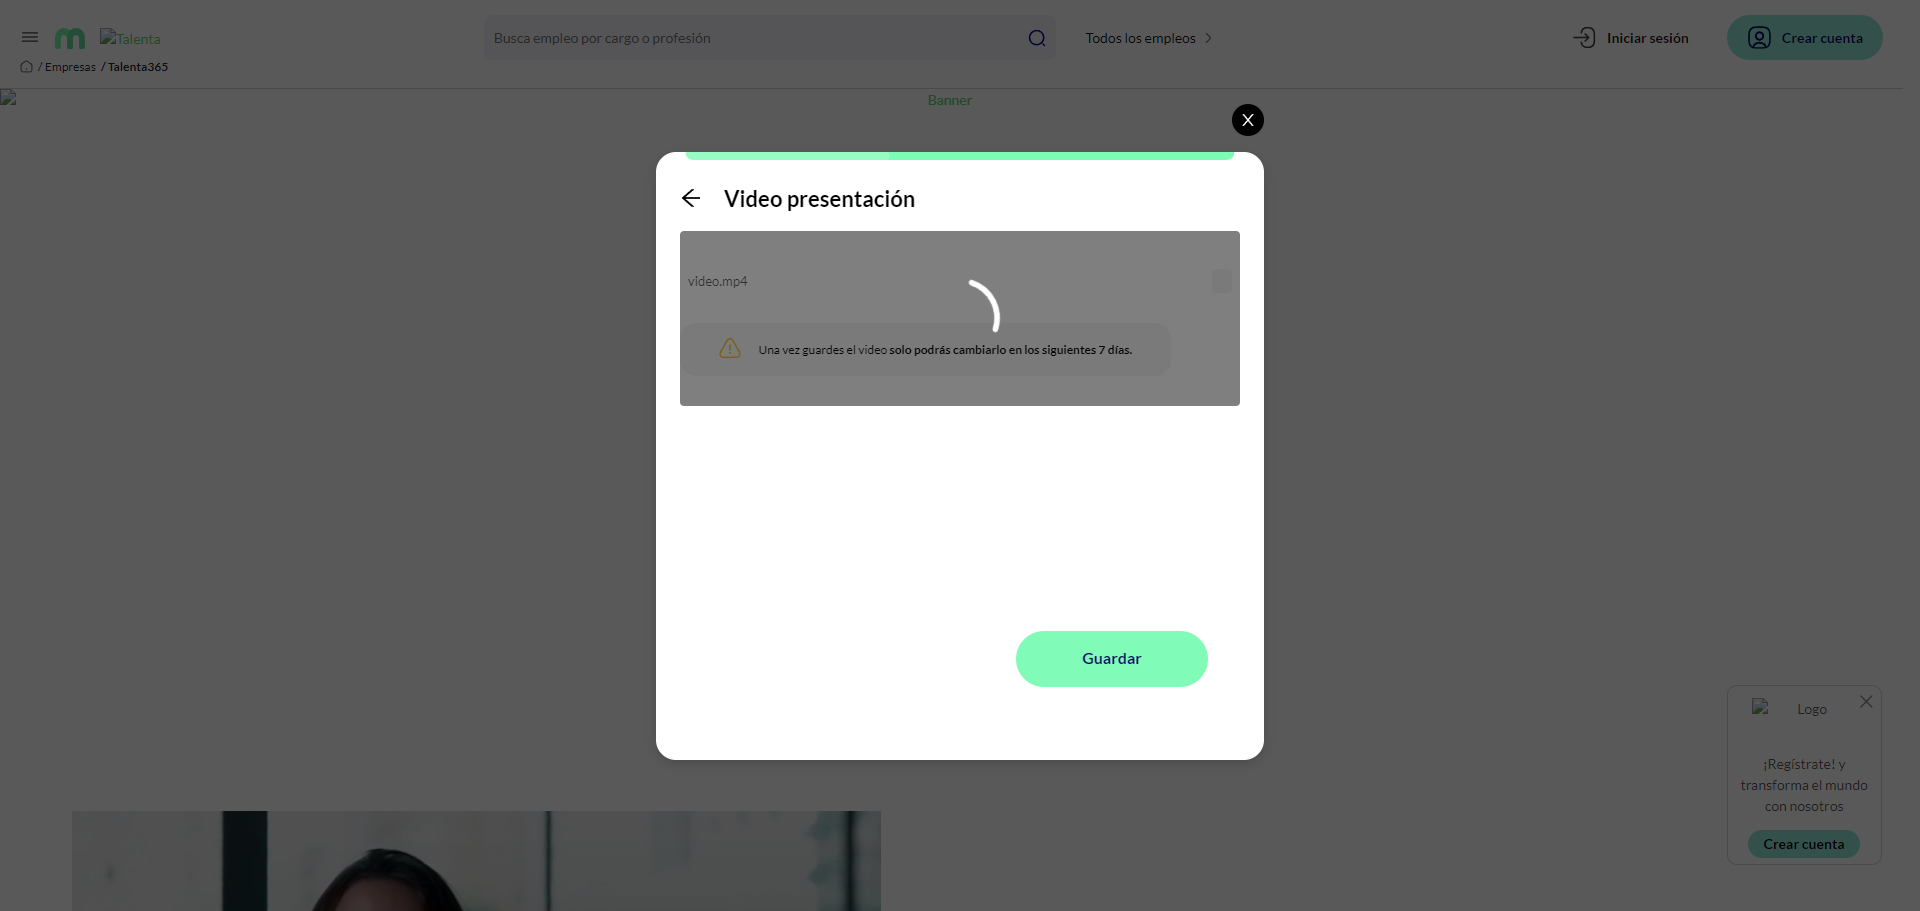 Talenta
Busca empleo por cargo o profesión
Todos los empleos
Iniciar sesión
Crear cuenta
/ Empresas / Talenta365
Banner
X
Video presentación
video.mp4
Una vez guardes el video solo podrás cambiarlo en los siguientes 7 días.
Guardar
Logo
¡Regístrate! y
transforma el mundo
con nosotros
Crear cuenta